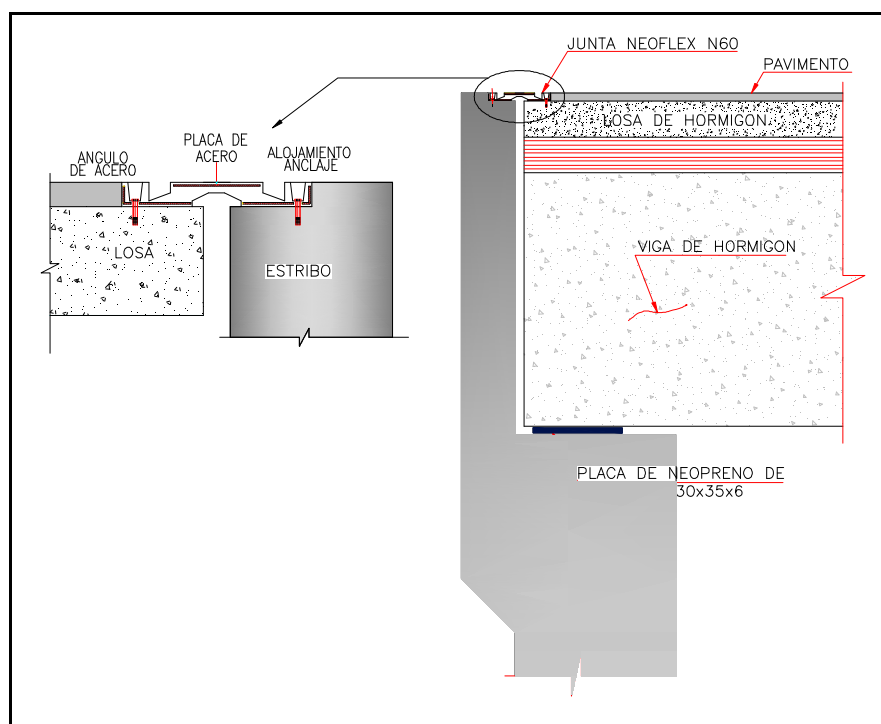 JUNTA NEOFLEX N60
PAVIMENTO
LOSA DE HORMIGON
PLACA DE
ACERO
ANGULO
DE ACERO
ALOJAMIENTO
ANCLAJE
LOSA
ESTRIBO
VIGA DE HORMIGON
PLACA DE NEOPRENO DE
30x35x6